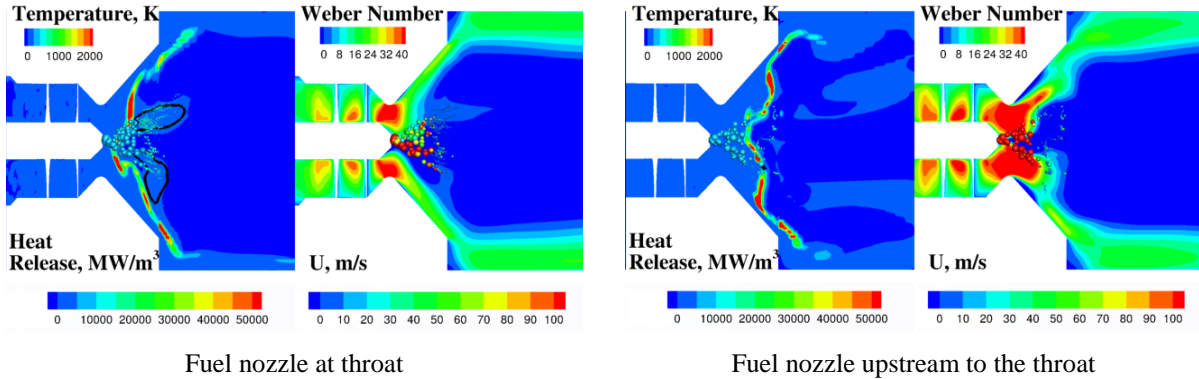 Temperature, K
0 1000 2000
Weber Number
0 8 16 24 32 40
Heat
Release, MW/m³
U, m/s
0 10000 20000 30000 40000 50000
0 10 20 30 40 50 60 70 80 90 100
Fuel nozzle at throat
Temperature, K
0 1000 2000
Weber Number
0 8 16 24 32 40
Heat
Release, MW/m³
U, m/s
0 10000 20000 30000 40000 50000
0 10 20 30 40 50 60 70 80 90 100
Fuel nozzle upstream to the throat